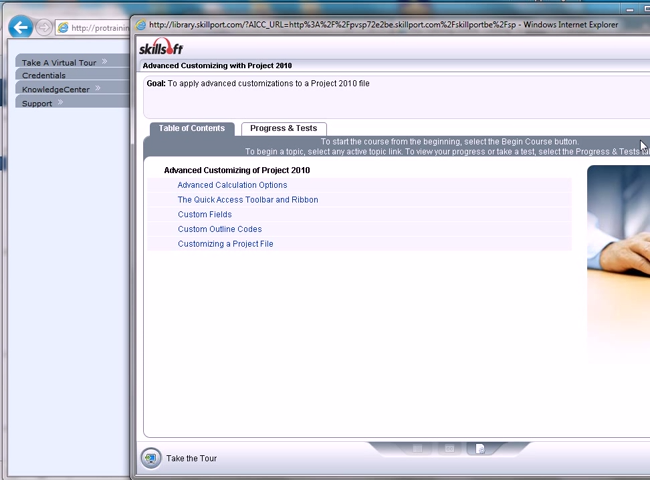 http://library.skillport.com/?AICC_URL=http%3A%2F%2Fpvsp72e2be.skillport.com%2Fskillportbe%2Fsp - Windows Internet Explorer
http://protrainin
skillsoft
Take A Virtual Tour »
Credentials
KnowledgeCenter »
Support »
Advanced Customizing with Project 2010
Goal: To apply advanced customizations to a Project 2010 file
Table of Contents
Progress & Tests
To start the course from the beginning, select the Begin Course button.
To begin a topic, select any active topic link. To view your progress or take a test, select the Progress & Tests
Advanced Customizing of Project 2010
Advanced Calculation Options
The Quick Access Toolbar and Ribbon
Custom Fields
Custom Outline Codes
Customizing a Project File
Take the Tour